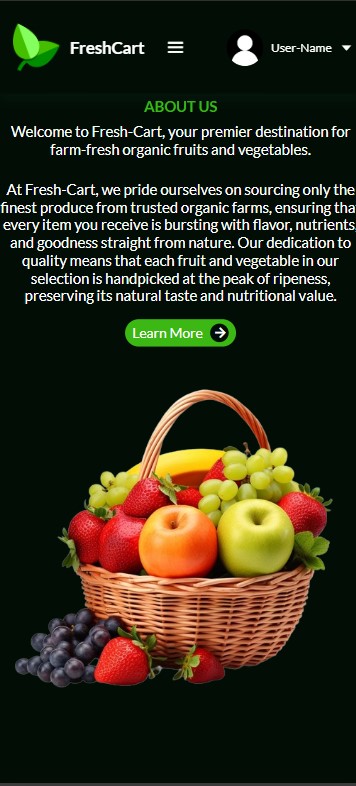 FreshCart
User-Name
ABOUT US
Welcome to Fresh-Cart, your premier destination for
farm-fresh organic fruits and vegetables.
At Fresh-Cart, we pride ourselves on sourcing only the
finest produce from trusted organic farms, ensuring that
every item you receive is bursting with flavor, nutrients,
and goodness straight from nature. Our dedication to
quality means that each fruit and vegetable in our
selection is handpicked at the peak of ripeness,
preserving its natural taste and nutritional value.
Learn More